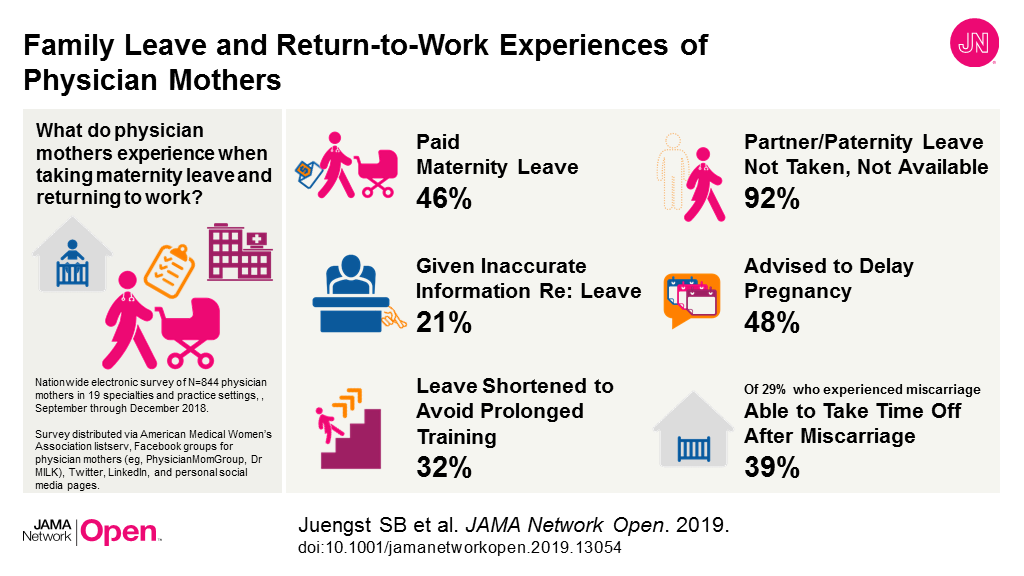 Family Leave and Return-to-Work Experiences of
Physician Mothers
JN
What do physician
mothers experience when
taking maternity leave and
returning to work?
Nationwide electronic survey of N=844 physician
mothers in 19 specialties and practice settings, ,
September through December 2018.
Survey distributed via American Medical Women's
Association listserv, Facebook groups for
physician mothers (eg, PhysicianMomGroup, Dr
MILK), Twitter, LinkedIn, and personal social
media pages.
Paid
Maternity Leave
46%
Partner/Paternity Leave
Not Taken, Not Available
92%
Given Inaccurate
Information Re: Leave
21%
Advised to Delay
Pregnancy
48%
Leave Shortened to
Avoid Prolonged
Training
32%
Of 29% who experienced miscarriage
Able to Take Time Off
After Miscarriage
39%
JAMA
Network
Open™
Juengst SB et al. JAMA Network Open. 2019.
doi:10.1001/jamanetworkopen.2019.13054